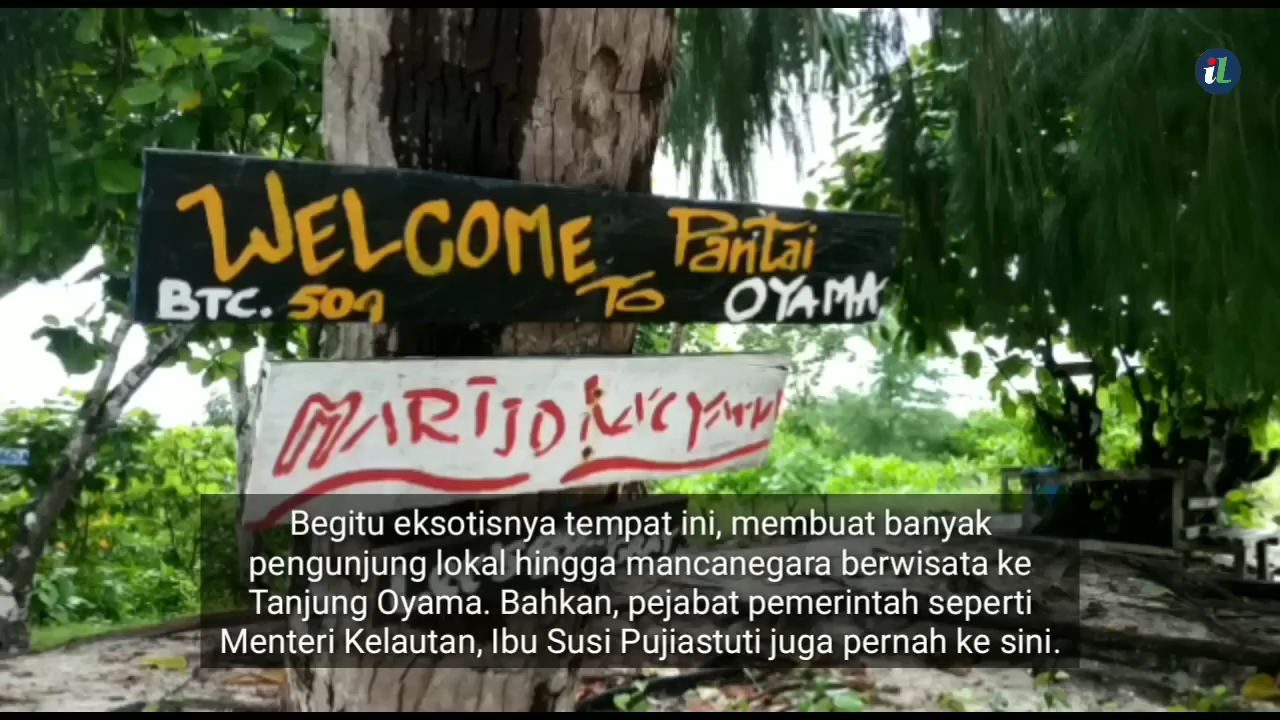 iL
WELCOME Pantai
BTC. 509 To OYAMA
MARIJO
Begitu eksotisnya tempat ini, membuat banyak
pengunjung lokal hingga mancanegara berwisata ke
Tanjung Oyama. Bahkan, pejabat pemerintah seperti
Menteri Kelautan, Ibu Susi Pujiastuti juga pernah ke sini.